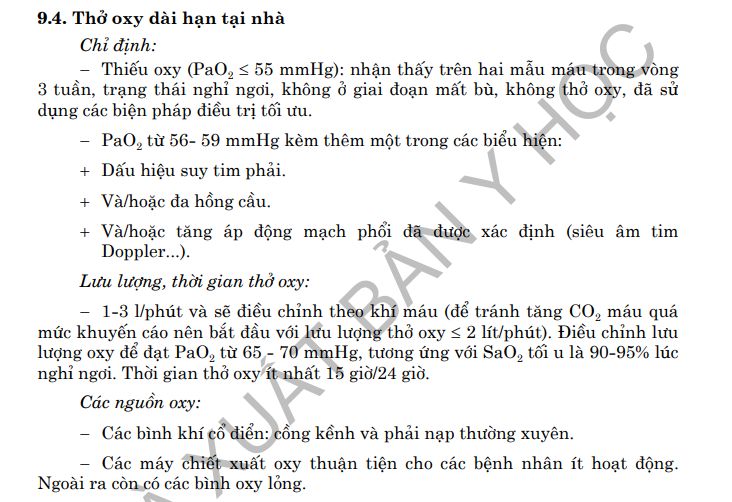 9.4. Thở oxy dài hạn tại nhà
Chỉ định:
– Thiếu oxy (PaO₂ ≤ 55 mmHg): nhận thấy trên hai mẫu máu trong vòng
3 tuần, trạng thái nghỉ ngơi, không ở giai đoạn mất bù, không thở oxy, đã sử
dụng các biện pháp điều trị tối ưu.
– PaO₂ từ 56- 59 mmHg kèm thêm một trong các biểu hiện:
+ Dấu hiệu suy tim phải.
+ Và/hoặc đa hồng cầu.
+ Và/hoặc tăng áp động mạch phổi đã được xác định (siêu âm tim
Doppler...).
Lưu lượng, thời gian thở oxy:
– 1-3 l/phút và sẽ điều chỉnh theo khí máu (để tránh tăng CO₂ máu quá
mức khuyến cáo nên bắt đầu với lưu lượng thở oxy ≤ 2 lít/phút). Điều chỉnh lưu
lượng oxy để đạt PaO₂ từ 65 - 70 mmHg, tương ứng với SaO₂ tối u là 90-95% lúc
nghỉ ngơi. Thời gian thở oxy ít nhất 15 giờ/24 giờ.
Các nguồn oxy:
– Các bình khí cổ điển: cồng kềnh và phải nạp thường xuyên.
– Các máy chiết xuất oxy thuận tiện cho các bệnh nhân ít hoạt động.
Ngoài ra còn có các bình oxy lỏng.
XUẤT BẢN Y HỌC